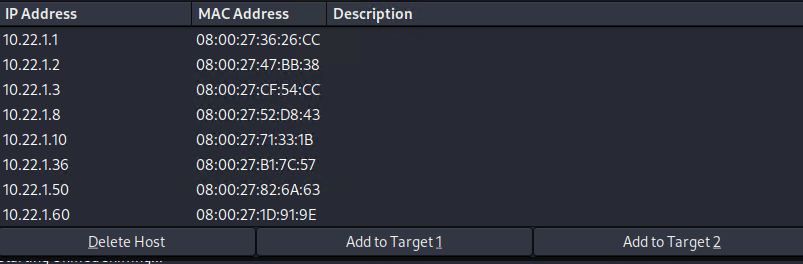 IP Address MAC Address Description
10.22.1.1 08:00:27:36:26:CC
10.22.1.2 08:00:27:47:BB:38
10.22.1.3 08:00:27:CF:54:CC
10.22.1.8 08:00:27:52:D8:43
10.22.1.10 08:00:27:71:33:1B
10.22.1.36 08:00:27:B1:7C:57
10.22.1.50 08:00:27:82:6A:63
10.22.1.60 08:00:27:1D:91:9E
Delete Host Add to Target 1 Add to Target 2